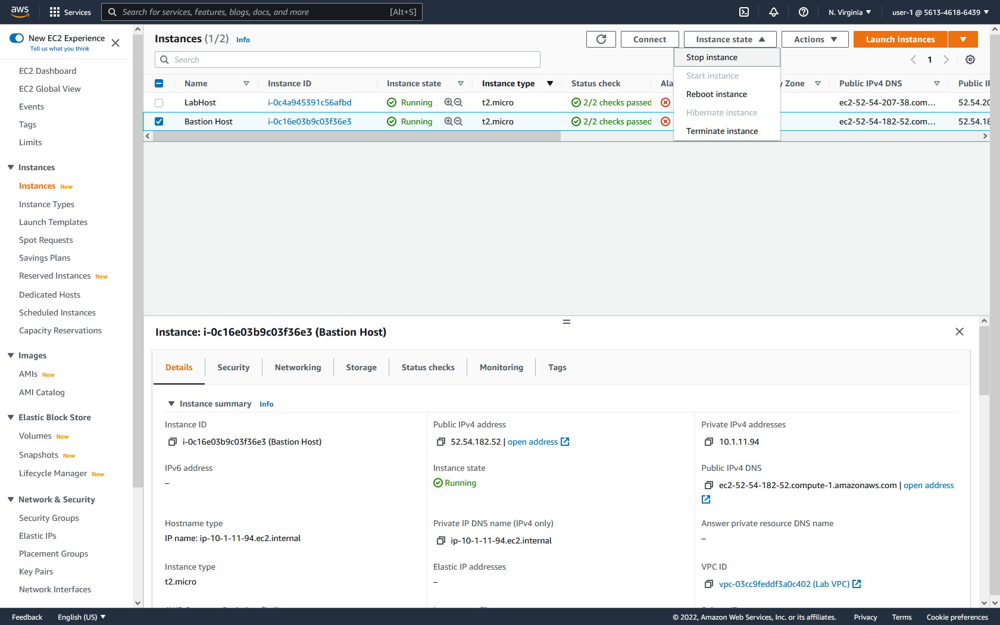 aws
Services
Search for services, features, blogs, docs, and more
[Alt+S]
N. Virginia
user-1 @ 5613-4618-6439
New EC2 Experience
Tell us what you think
EC2 Dashboard
EC2 Global View
Events
Tags
Limits
Instances
Instances New
Instance Types
Launch Templates
Spot Requests
Savings Plans
Reserved Instances New
Dedicated Hosts
Scheduled Instances
Capacity Reservations
Images
AMIs New
AMI Catalog
Elastic Block Store
Volumes New
Snapshots New
Lifecycle Manager New
Network & Security
Security Groups
Elastic IPs
Placement Groups
Key Pairs
Network Interfaces
Instances (1/2) Info
Connect
Instance state
Actions
Launch instances
Search
1
Stop instance
Start instance
Reboot instance
Hibernate instance
Terminate instance
Name Instance ID Instance state Instance type Status check Ala y Zone Public IPv4 DNS Public I
LabHost i-0c4a945391c56afbd Running t2.micro 2/2 checks passed ec2-52-54-207-38.com... 52.54.20
Bastion Host i-0c16e03b9c03f36e3 Running t2.micro 2/2 checks passed ec2-52-54-182-52.com... 52.54.18
Instance: i-0c16e03b9c03f36e3 (Bastion Host)
Details Security Networking Storage Status checks Monitoring Tags
Instance summary Info
Instance ID
i-0c16e03b9c03f36e3 (Bastion Host)
Public IPv4 address
52.54.182.52 | open address
Private IPv4 addresses
10.1.11.94
IPv6 address
–
Instance state
Running
Public IPv4 DNS
ec2-52-54-182-52.compute-1.amazonaws.com | open address
Hostname type
IP name: ip-10-1-11-94.ec2.internal
Private IP DNS name (IPv4 only)
ip-10-1-11-94.ec2.internal
Answer private resource DNS name
–
Instance type
t2.micro
Elastic IP addresses
–
VPC ID
vpc-03cc9feddf3a0c402 (Lab VPC)
Feedback English (US)
© 2022, Amazon Web Services, Inc. or its affiliates. Privacy Terms Cookie preferences